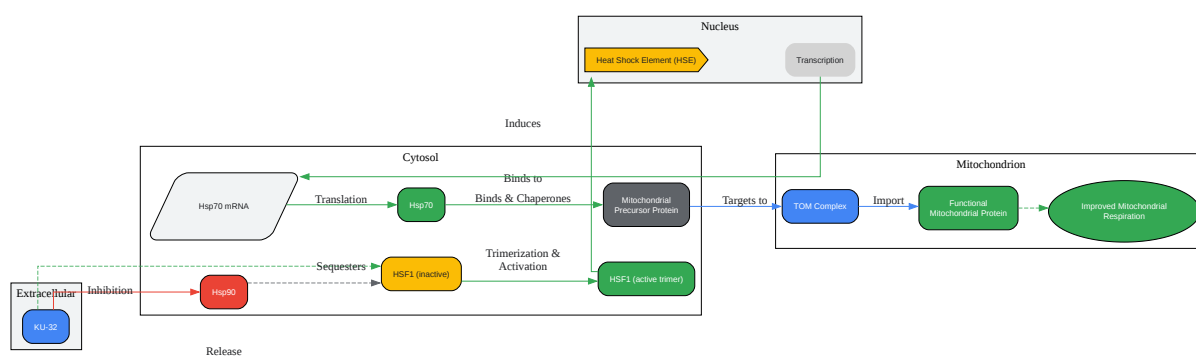 Nucleus
Heat Shock Element (HSE)
Transcription
Induces
Cytosol
Mitochondrion
Binds to
Hsp70 mRNA
Translation
Hsp70
Binds & Chaperones
Mitochondrial
Precursor Protein
Targets to
TOM Complex
Import
Functional
Mitochondrial Protein
Improved Mitochondrial
Respiration
Sequesters
HSF1 (inactive)
Trimerization &
Activation
HSF1 (active trimer)
Extracellular
Inhibition
Hsp90
KU-32
Release